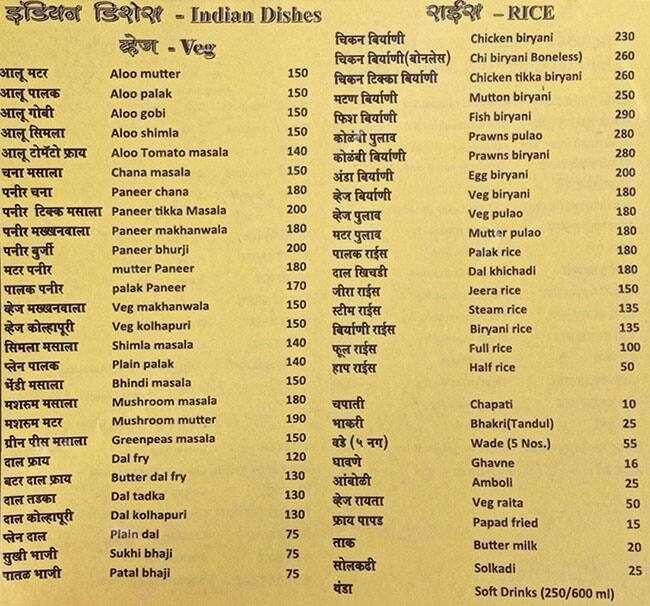 इंडियन डिशेस - Indian Dishes
व्हेज - Veg
आलू मटर Aloo mutter 150
आलू पालक Aloo palak 150
आलू गोबी Aloo gobi 150
आलू सिमला Aloo shimla 150
आलू टोमॅटो फ्राय Aloo Tomato masala 140
चना मसाला Chana masala 150
पनीर चना Paneer chana 180
पनीर टिक्क मसाला Paneer tikka Masala 200
पनीर मख्खनवाला Paneer makhanwala 180
पनीर बुर्जी Paneer bhurji 200
मटर पनीर mutter Paneer 180
पालक पनीर palak Paneer 170
व्हेज मख्खनवाला Veg makhanwala 150
व्हेज कोल्हापूरी Veg kolhapuri 150
सिमला मसाला Shimla masala 140
प्लेन पालक Plain palak 140
भेंडी मसाला Bhindi masala 150
मशरुम मसाला Mushroom masala 180
मशरुम मटर Mushroom mutter 190
ग्रीन पीस मसाला Greenpeas masala 150
दाल फ्राय Dal fry 120
बटर दाल फ्राय Butter dal fry 130
दाल तडका Dal tadka 130
दाल कोल्हापूरी Dal kolhapuri 130
प्लेन दाल Plain dal 75
सुखी भाजी Sukhi bhaji 75
पातळ भाजी Patal bhaji 75
राईस - RICE
चिकन बिर्याणी Chicken biryani 230
चिकन बिर्याणी(बोनलेस) Chi biryani Boneless) 260
चिकन टिक्का बिर्याणी Chicken tikka biryani 260
मटण बिर्याणी Mutton biryani 250
फिश बिर्याणी Fish biryani 290
कोळंबी पुलाव Prawns pulao 280
कोळंबी बिर्याणी Prawns biryani 280
अंडा बिर्याणी Egg biryani 200
व्हेज बिर्याणी Veg biryani 180
व्हेज पुलाव Veg pulao 180
मटर पुलाव Mutter pulao 180
पालक राईस Palak rice 180
दाल खिचडी Dal khichadi 180
जीरा राईस Jeera rice 150
स्टीम राईस Steam rice 135
बिर्याणी राईस Biryani rice 135
फूल राईस Full rice 100
हाप राईस Half rice 50
चपाती Chapati 10
भाकरी Bhakri(Tandul) 25
वडे (५ नग) Wade (5 Nos.) 55
घावणे Ghavne 16
आंबोळी Amboli 25
व्हेज रायता Veg raita 50
फ्राय पापड Papad fried 15
ताक Butter milk 20
सोलकढी Solkadi 25
थंडा Soft Drinks (250/600 ml)